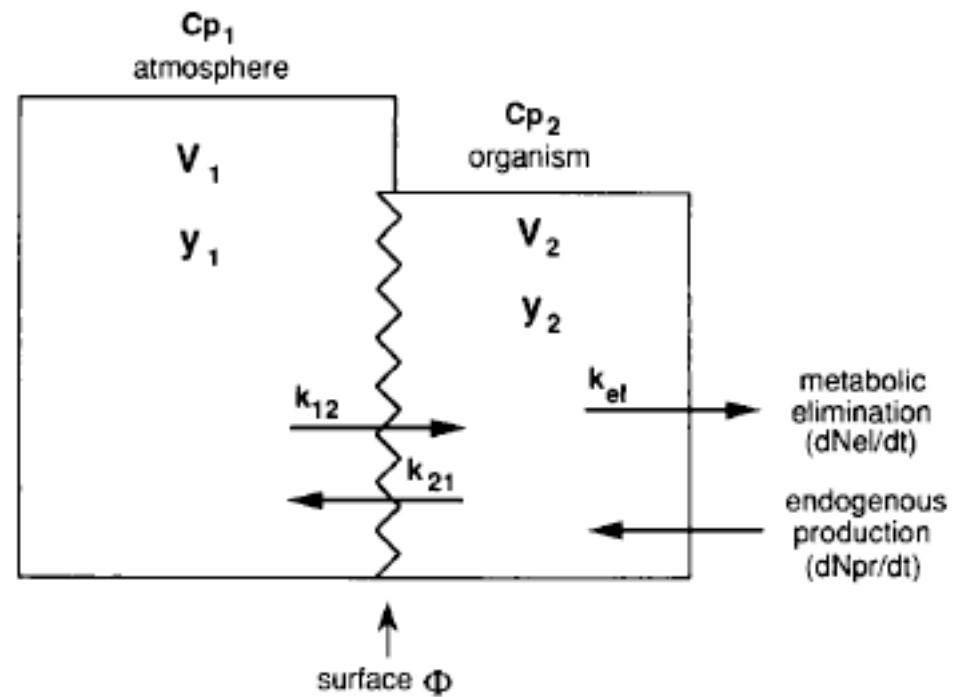 Cp₁
atmosphere
Cp₂
organism
V₁
y₁
V₂
y₂
k₁₂
k₂₁
kₑₗ
metabolic
elimination
(dNel/dt)
endogenous
production
(dNpr/dt)
surface Φ